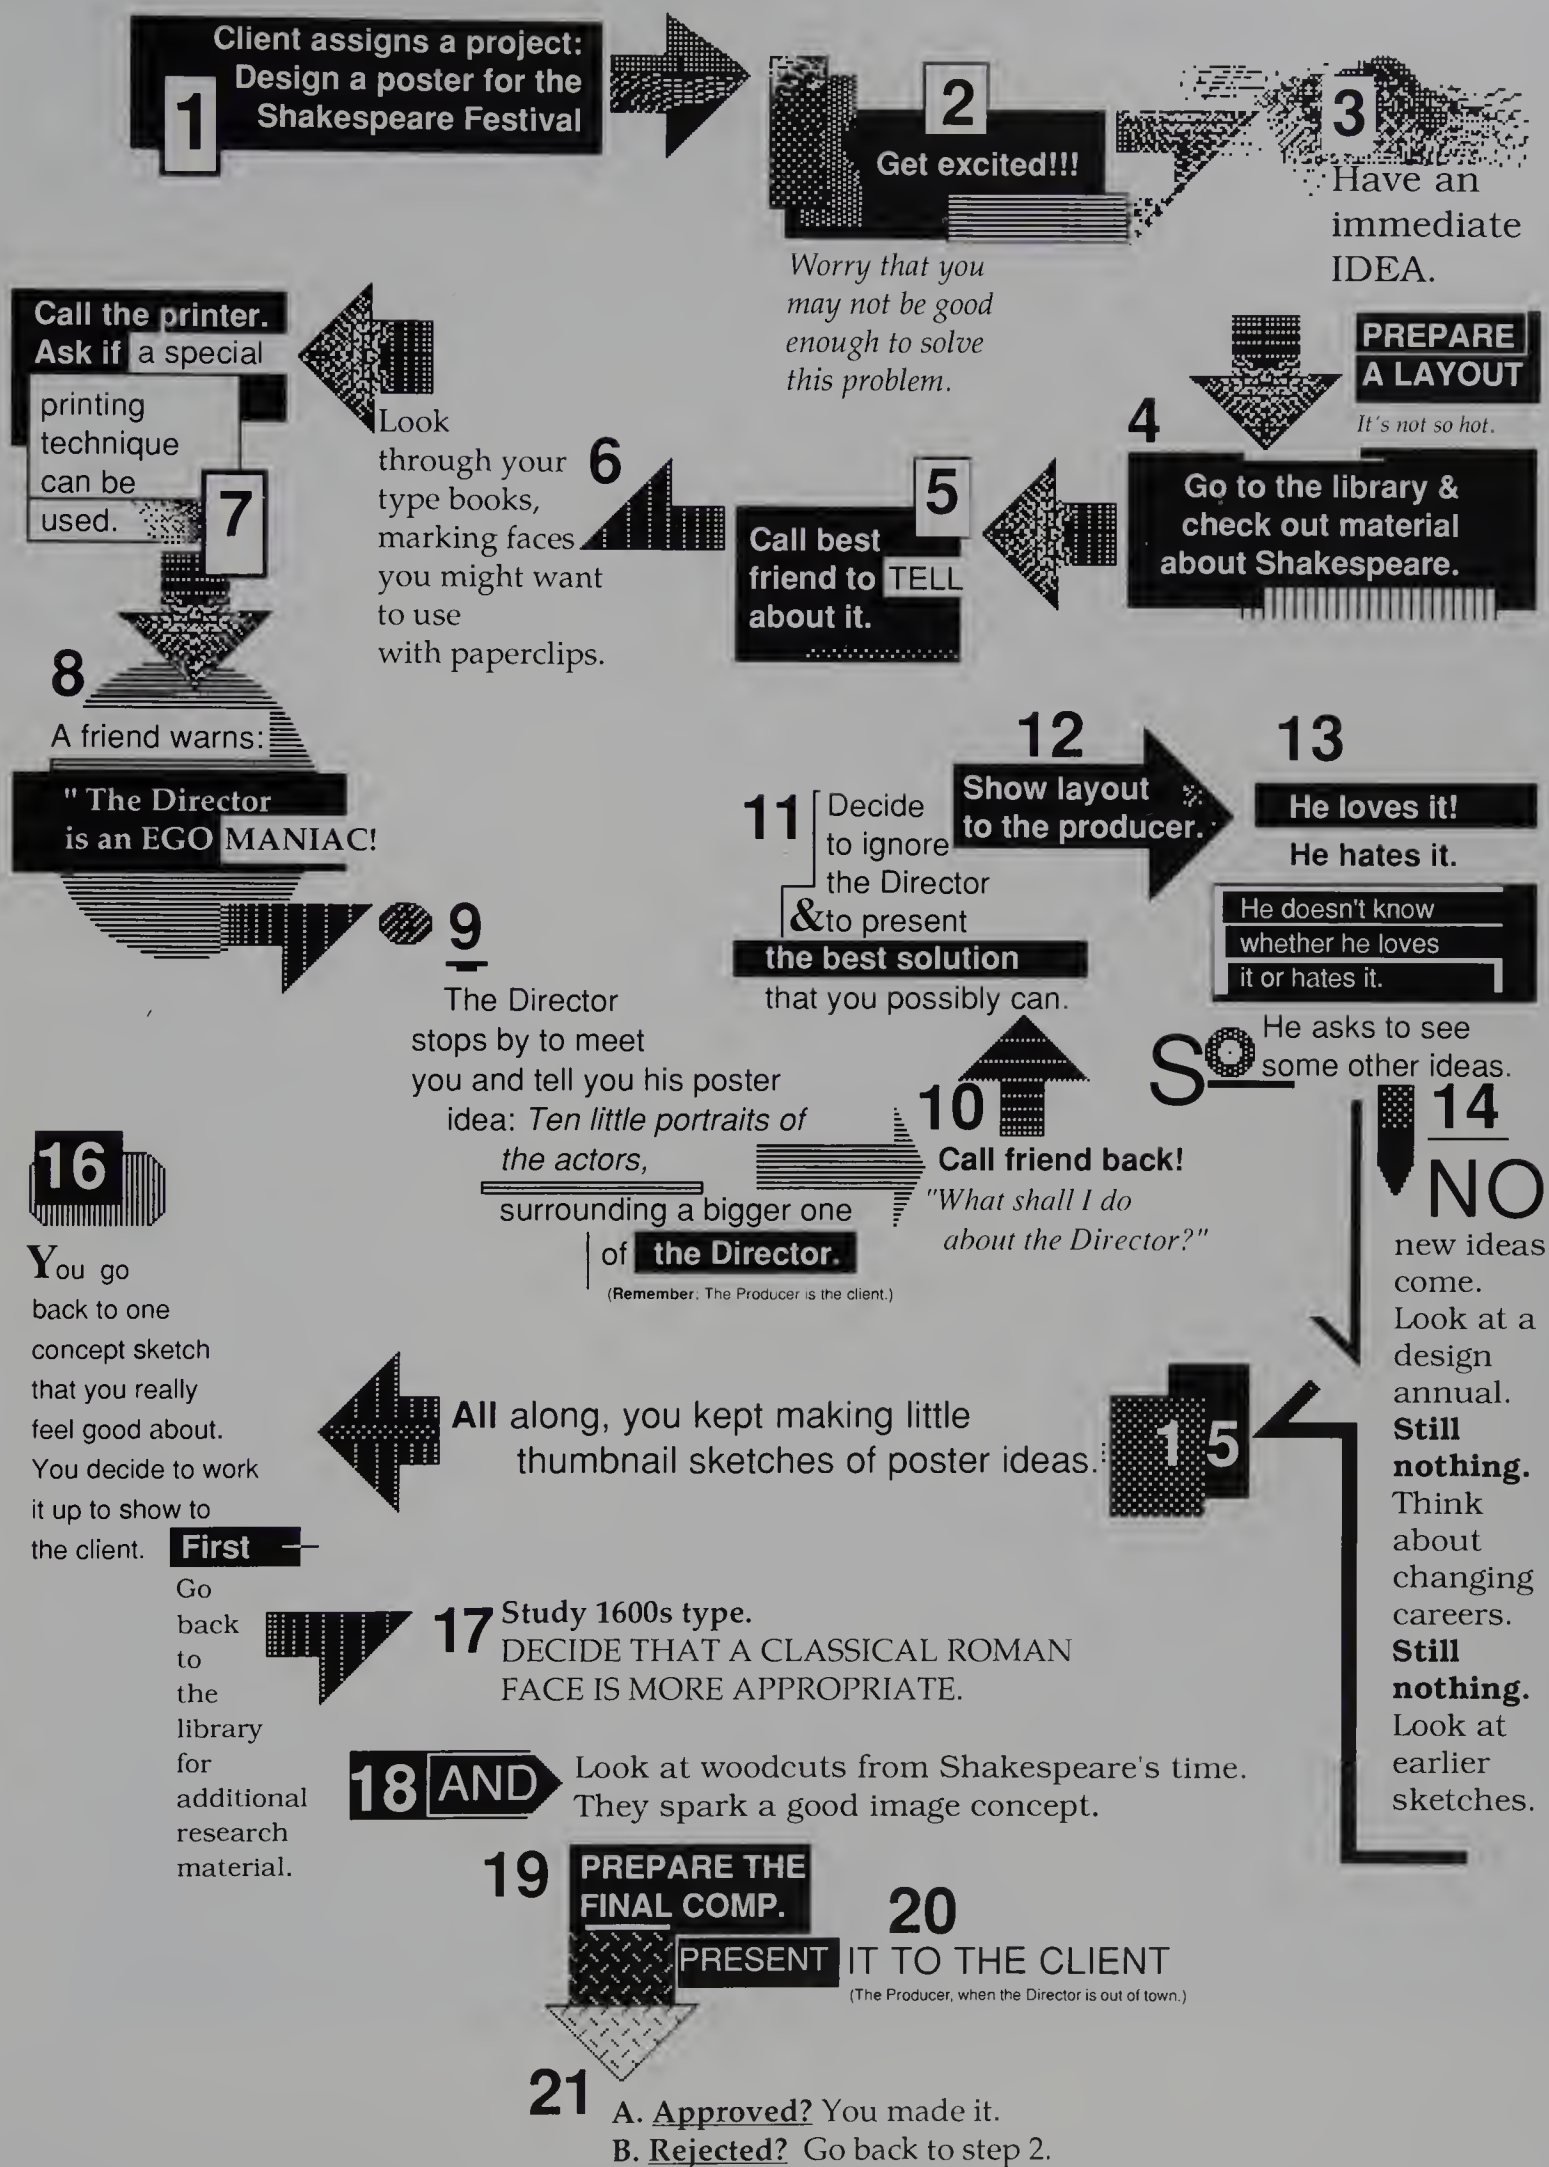 1
Client assigns a project:
Design a poster for the
Shakespeare Festival
2
Get excited!!!
Worry that you
may not be good
enough to solve
this problem.
3
Have an
immediate
IDEA.
PREPARE
A LAYOUT
It's not so hot.
4
Go to the library &
check out material
about Shakespeare.
5
Call best
friend to TELL
about it.
6
Look
through your
type books,
marking faces
you might want
to use
with paperclips.
Call the printer.
Ask if a special
printing
technique
can be
used.
7
8
A friend warns:
" The Director
is an EGO MANIAC!
9
The Director
stops by to meet
you and tell you his poster
idea: Ten little portraits of
the actors,
surrounding a bigger one
of the Director.
(Remember: The Producer is the client.)
10
Call friend back!
"What shall I do
about the Director?"
11
Decide
to ignore
the Director
&to present
the best solution
that you possibly can.
12
Show layout
to the producer.
13
He loves it!
He hates it.
He doesn't know
whether he loves
it or hates it.
SO He asks to see
some other ideas.
14
NO
new ideas
come.
Look at a
design
annual.
Still
nothing.
Think
about
changing
careers.
Still
nothing.
Look at
earlier
sketches.
15
All along, you kept making little
thumbnail sketches of poster ideas.
16
You go
back to one
concept sketch
that you really
feel good about.
You decide to work
it up to show to
the client.
First
Go
back
to
the
library
for
additional
research
material.
17
Study 1600s type.
DECIDE THAT A CLASSICAL ROMAN
FACE IS MORE APPROPRIATE.
18 AND
Look at woodcuts from Shakespeare's time.
They spark a good image concept.
19
PREPARE THE
FINAL COMP.
20
PRESENT IT TO THE CLIENT
(The Producer, when the Director is out of town.)
21
A. Approved? You made it.
B. Rejected? Go back to step 2.